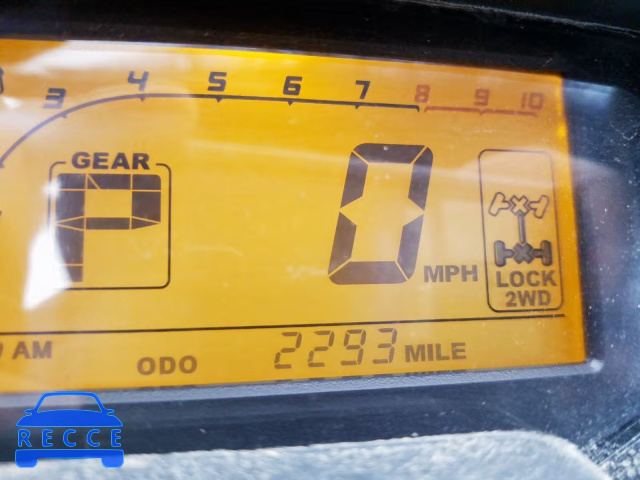 3 4 5 6 7 8 9 10
GEAR
P
0 MPH
LOCK
2WD
AM
ODO 2293 MILE
RECCE